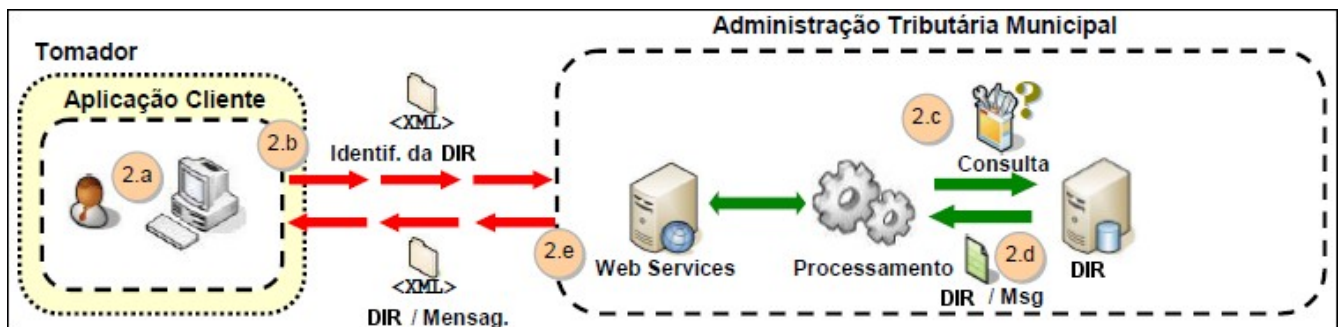 Administração Tributária Municipal
Tomador
Aplicação Cliente
2.a
2.b
<XML>
Identif. da DIR
2.c
Consulta
Web Services
Processamento
2.d
DIR / Msg
DIR
2.e
<XML>
DIR / Mensag.
?